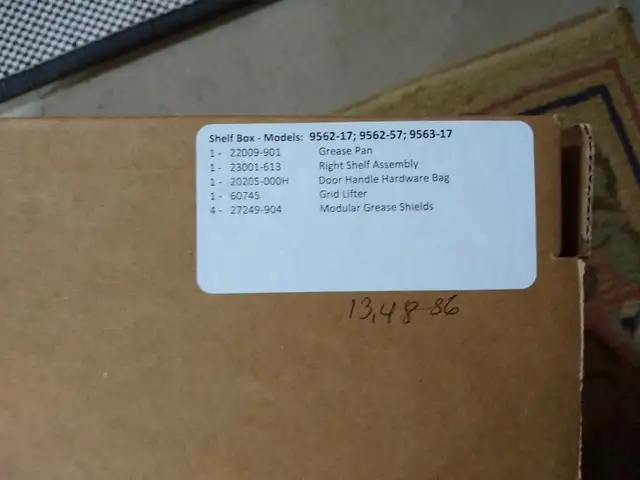 Shelf Box - Models: 9562-17; 9562-57; 9563-17
1 - 22009-901 Grease Pan
1 - 23001-613 Right Shelf Assembly
1 - 20205-000H Door Handle Hardware Bag
1 - 60745 Grid Lifter
4 - 27249-904 Modular Grease Shields
13,48-86